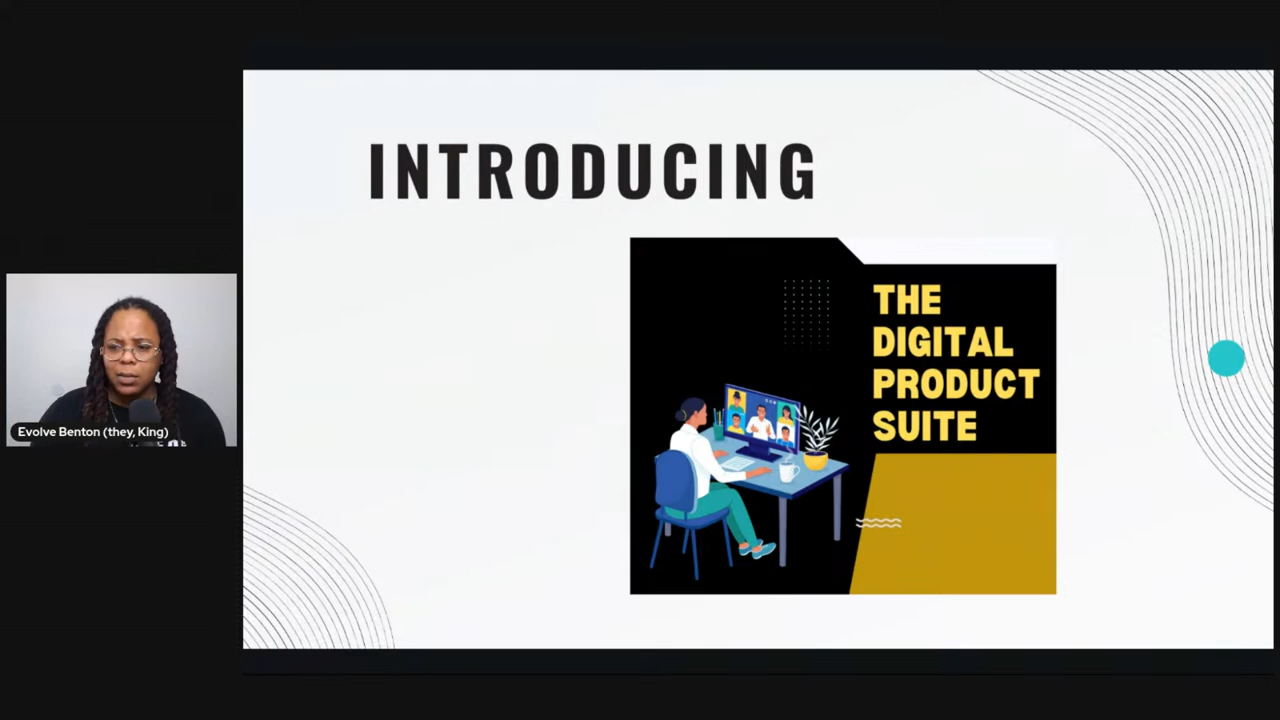 INTRODUCING
THE
DIGITAL
PRODUCT
SUITE
Evolve Benton (they, King)